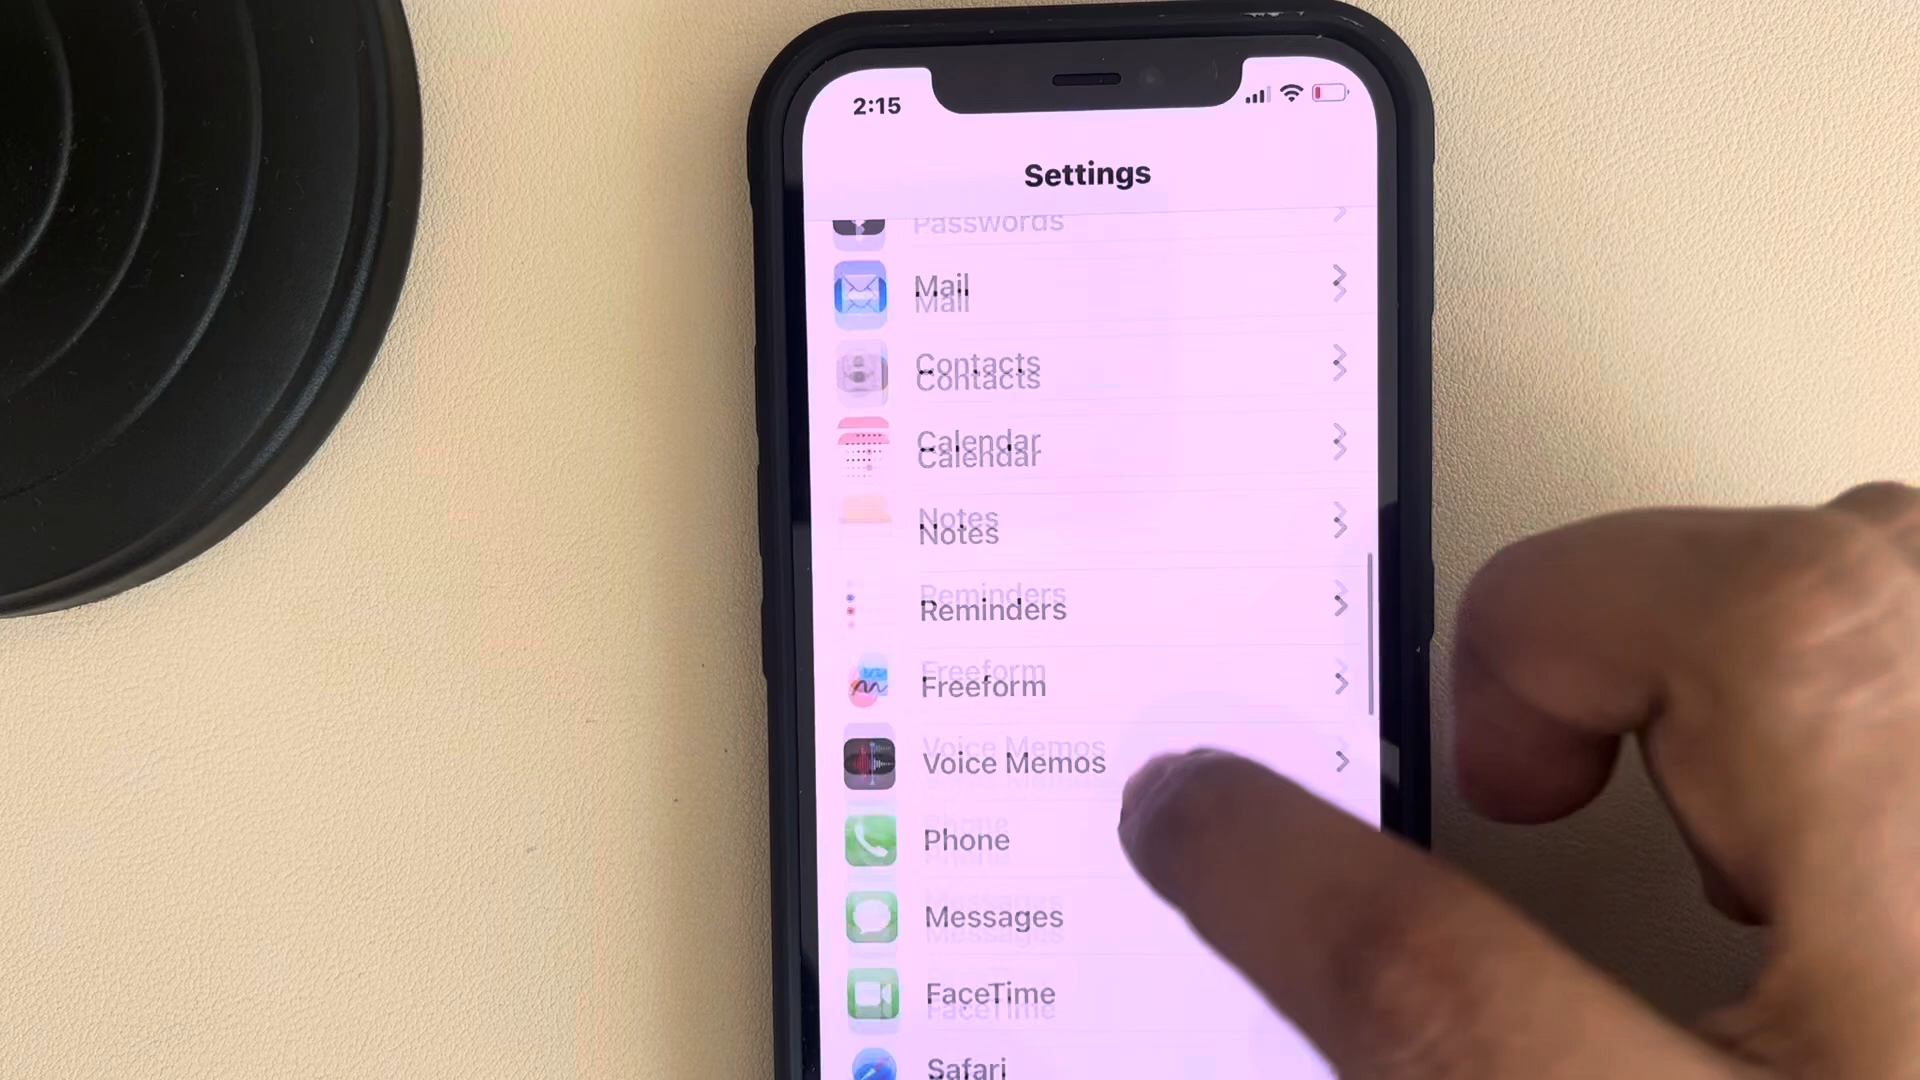 2:15
Settings
Passwords
Mail
Contacts
Calendar
Notes
Reminders
Freeform
Voice Memos
Phone
Messages
FaceTime
Safari